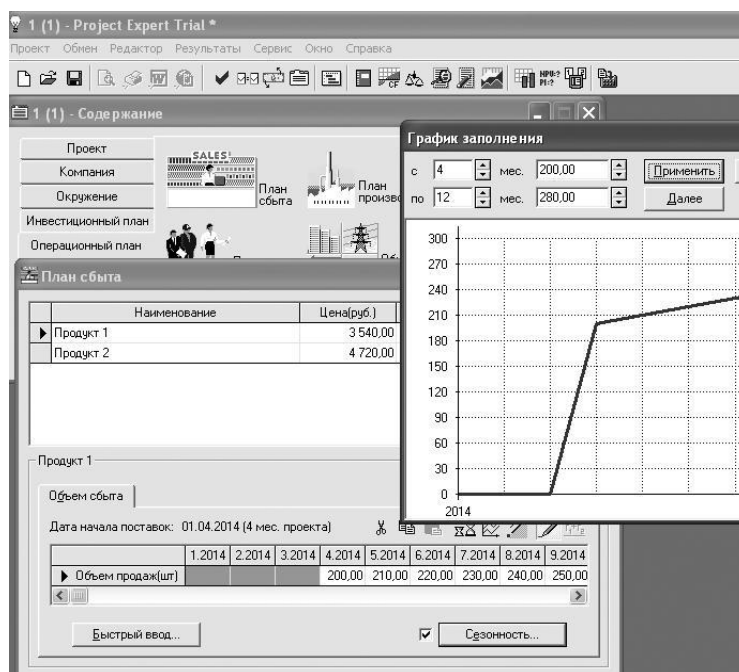 1 (1) - Project Expert Trial *
Проект Обмен Редактор Результаты Сервис Окно Справка
1 (1) - Содержание
Проект
Компания
Окружение
Инвестиционный план
Операционный план
SALES
План сбыта
План
График заполнения
с 4 мес. 200,00 Применить
по 12 мес. 280,00 Далее
300
270
240
210
180
150
120
90
60
30
0
2014
План сбыта
Наименование Цена(руб.)
Продукт 1 3 540,00
Продукт 2 4 720,00
Продукт 1
Объем сбыта
Дата начала поставок: 01.04.2014 (4 мес. проекта)
1.2014 2.2014 3.2014 4.2014 5.2014 6.2014 7.2014 8.2014 9.2014
Объем продаж(шт) 200,00 210,00 220,00 230,00 240,00 250,00
Быстрый ввод... Сезонность...